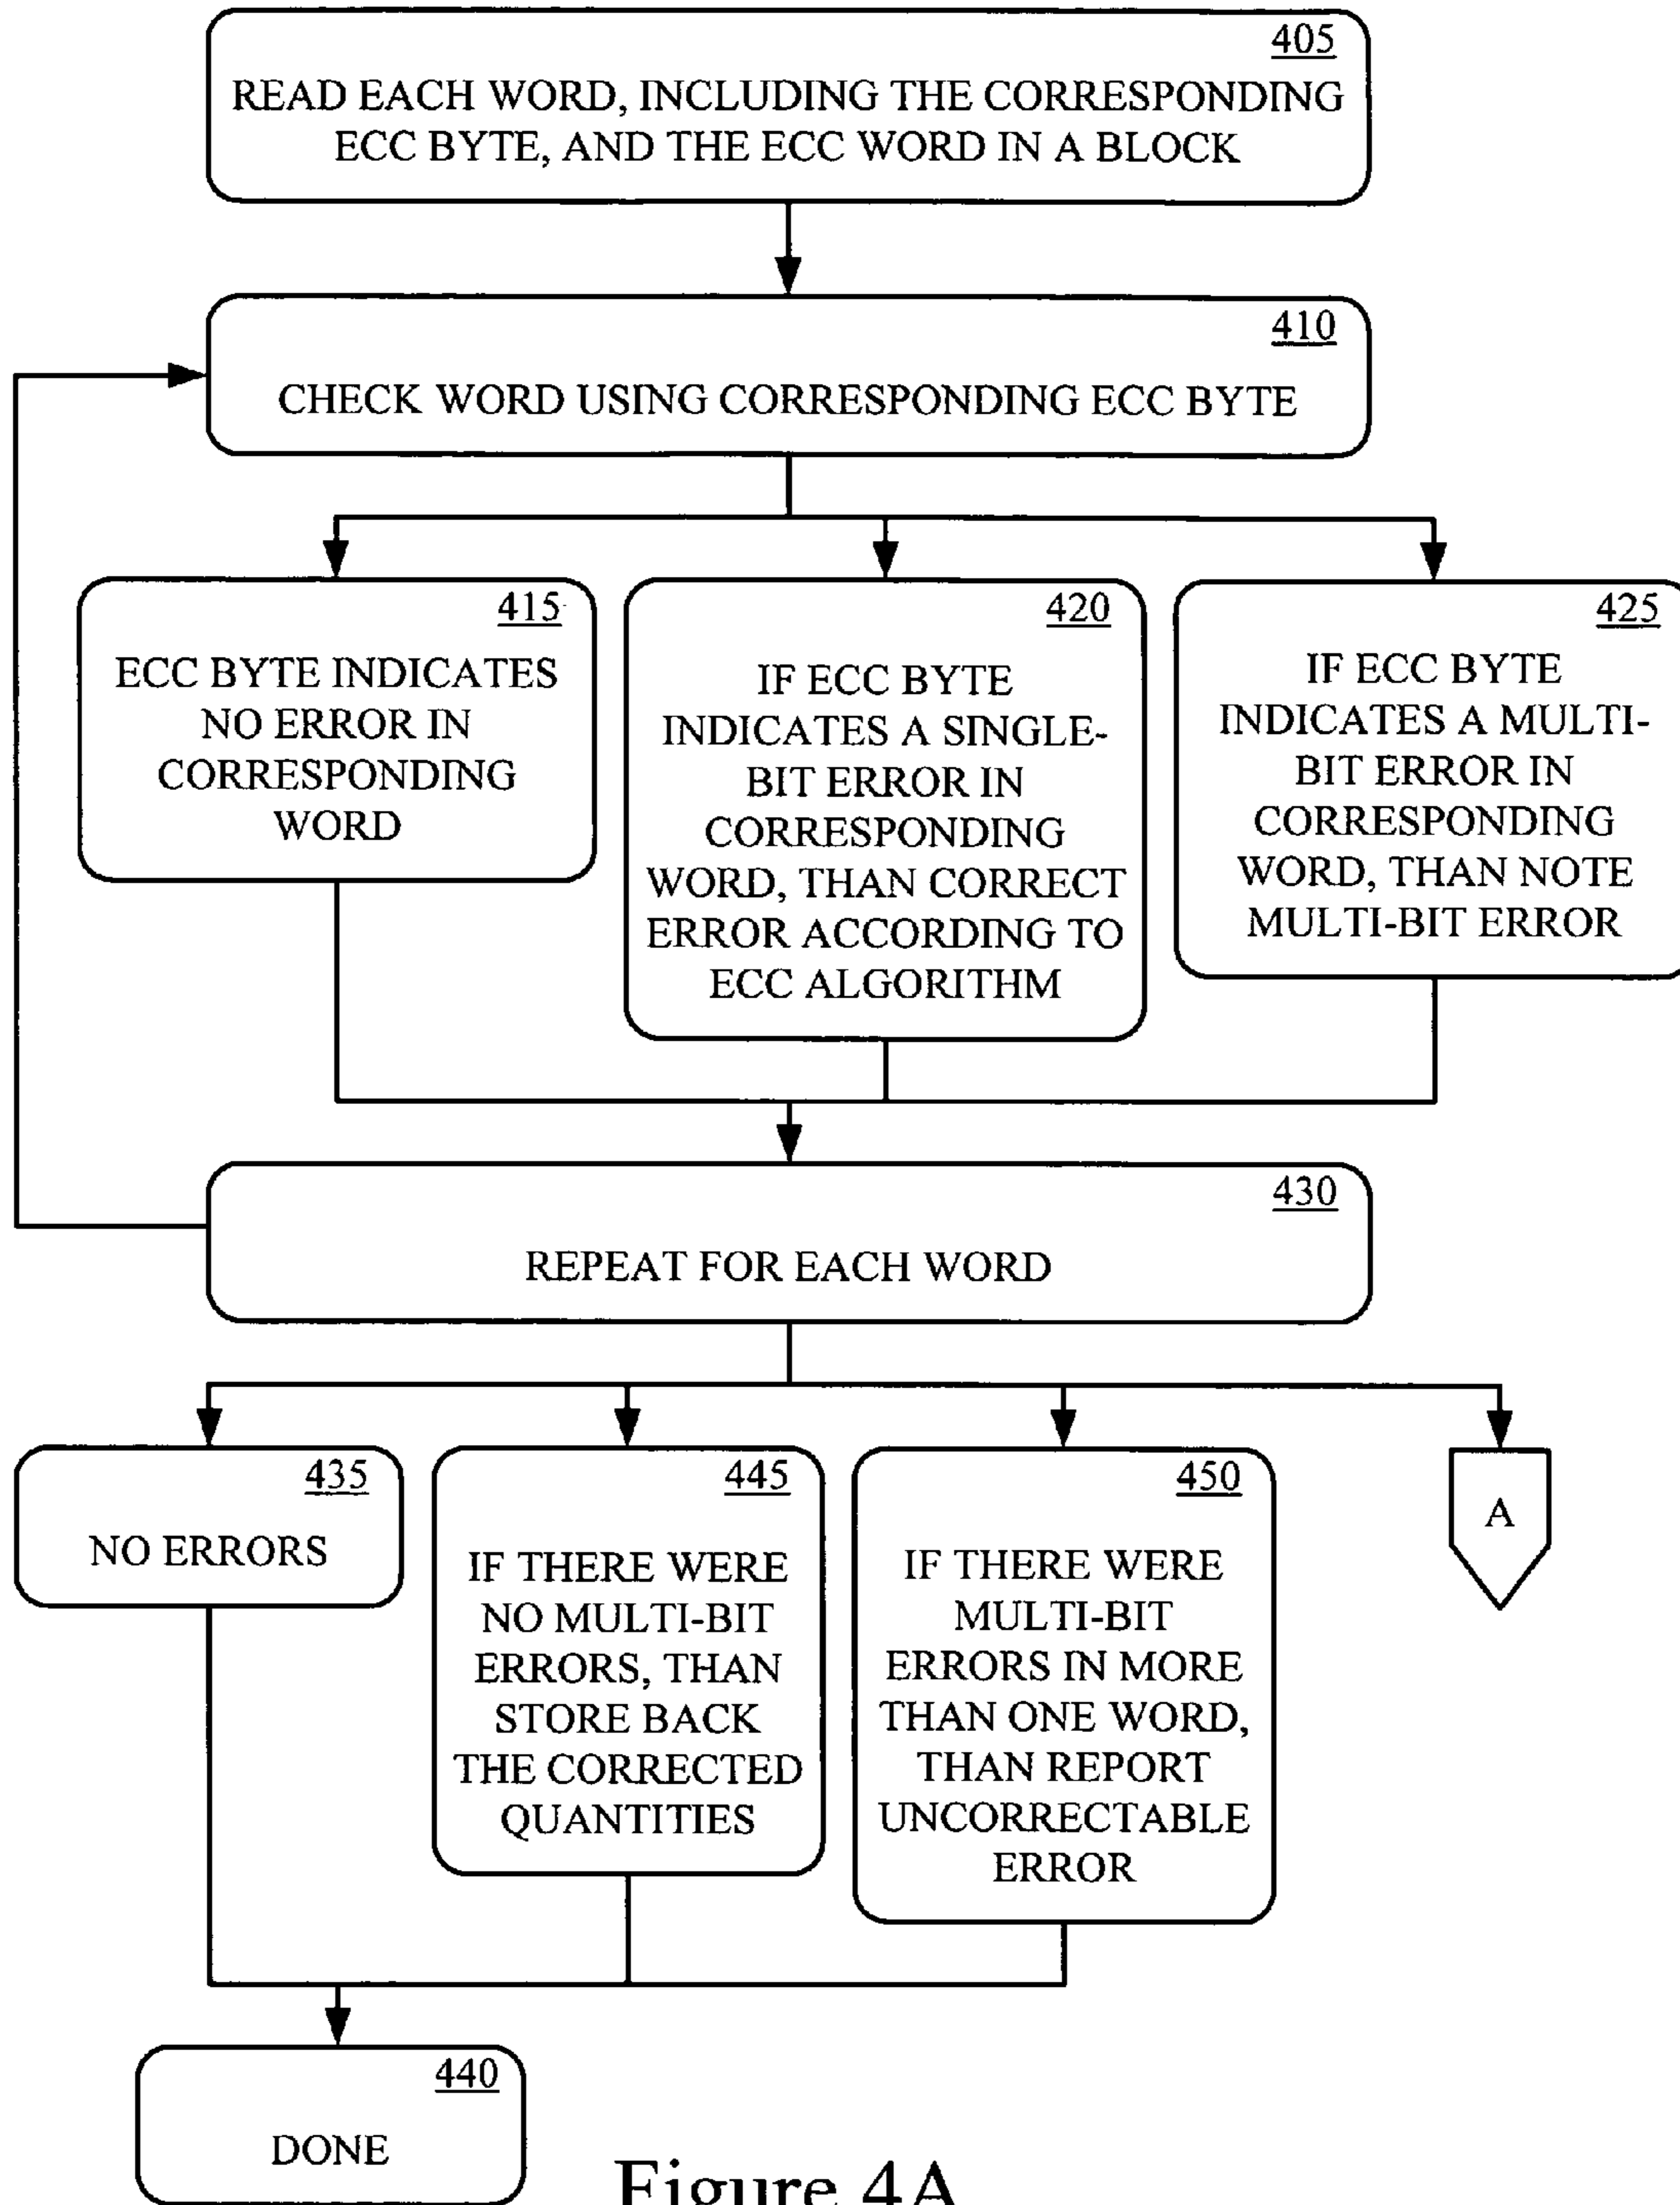 405
READ EACH WORD, INCLUDING THE CORRESPONDING
ECC BYTE, AND THE ECC WORD IN A BLOCK
410
CHECK WORD USING CORRESPONDING ECC BYTE
415
ECC BYTE INDICATES
NO ERROR IN
CORRESPONDING
WORD
420
IF ECC BYTE
INDICATES A SINGLE-
BIT ERROR IN
CORRESPONDING
WORD, THAN CORRECT
ERROR ACCORDING TO
ECC ALGORITHM
425
IF ECC BYTE
INDICATES A MULTI-
BIT ERROR IN
CORRESPONDING
WORD, THAN NOTE
MULTI-BIT ERROR
430
REPEAT FOR EACH WORD
435
NO ERRORS
445
IF THERE WERE
NO MULTI-BIT
ERRORS, THAN
STORE BACK
THE CORRECTED
QUANTITIES
450
IF THERE WERE
MULTI-BIT
ERRORS IN MORE
THAN ONE WORD,
THAN REPORT
UNCORRECTABLE
ERROR
A
440
DONE
Figure 4A